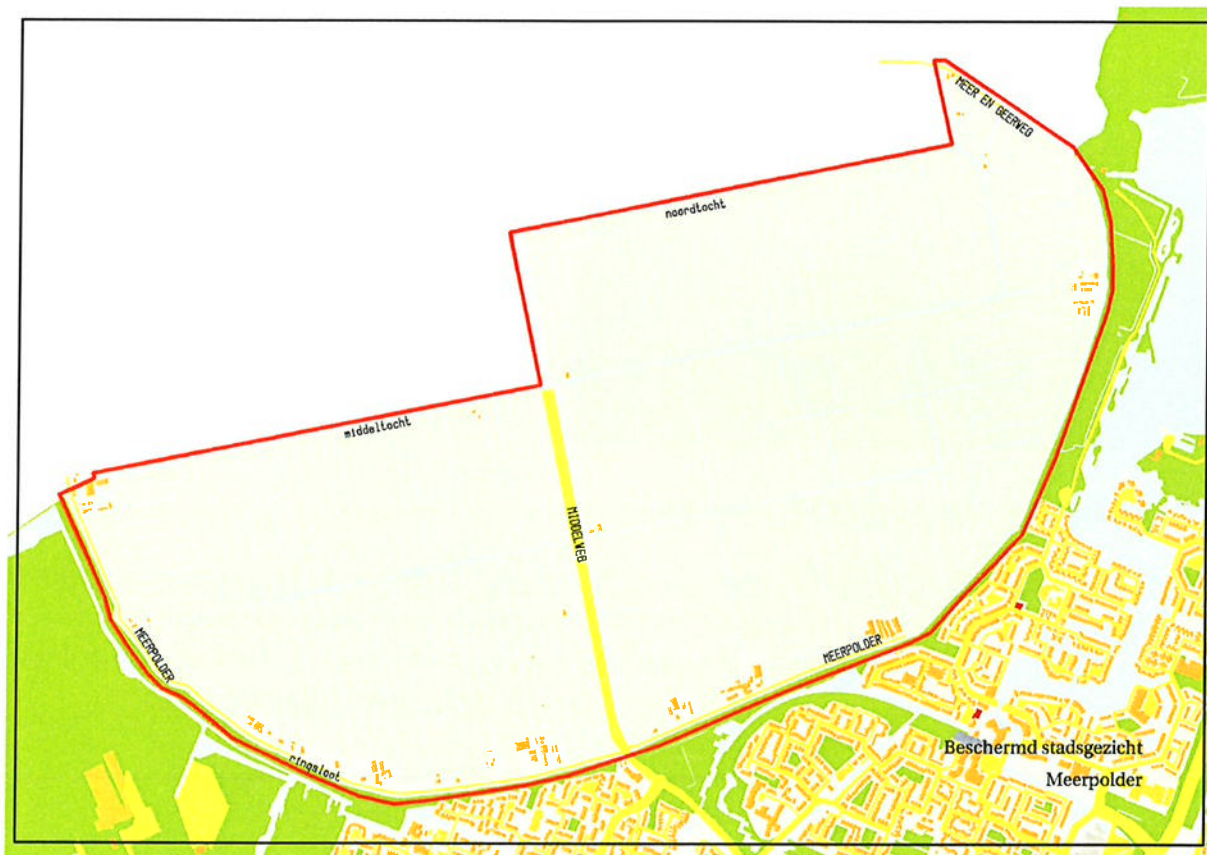 MEER EN GEERWEG
noordtocht
middeltocht
MIDDELWEG
MEERPOLDER
MEERPOLDER
ringsloot
Beschermd stadsgezicht
Meerpolder